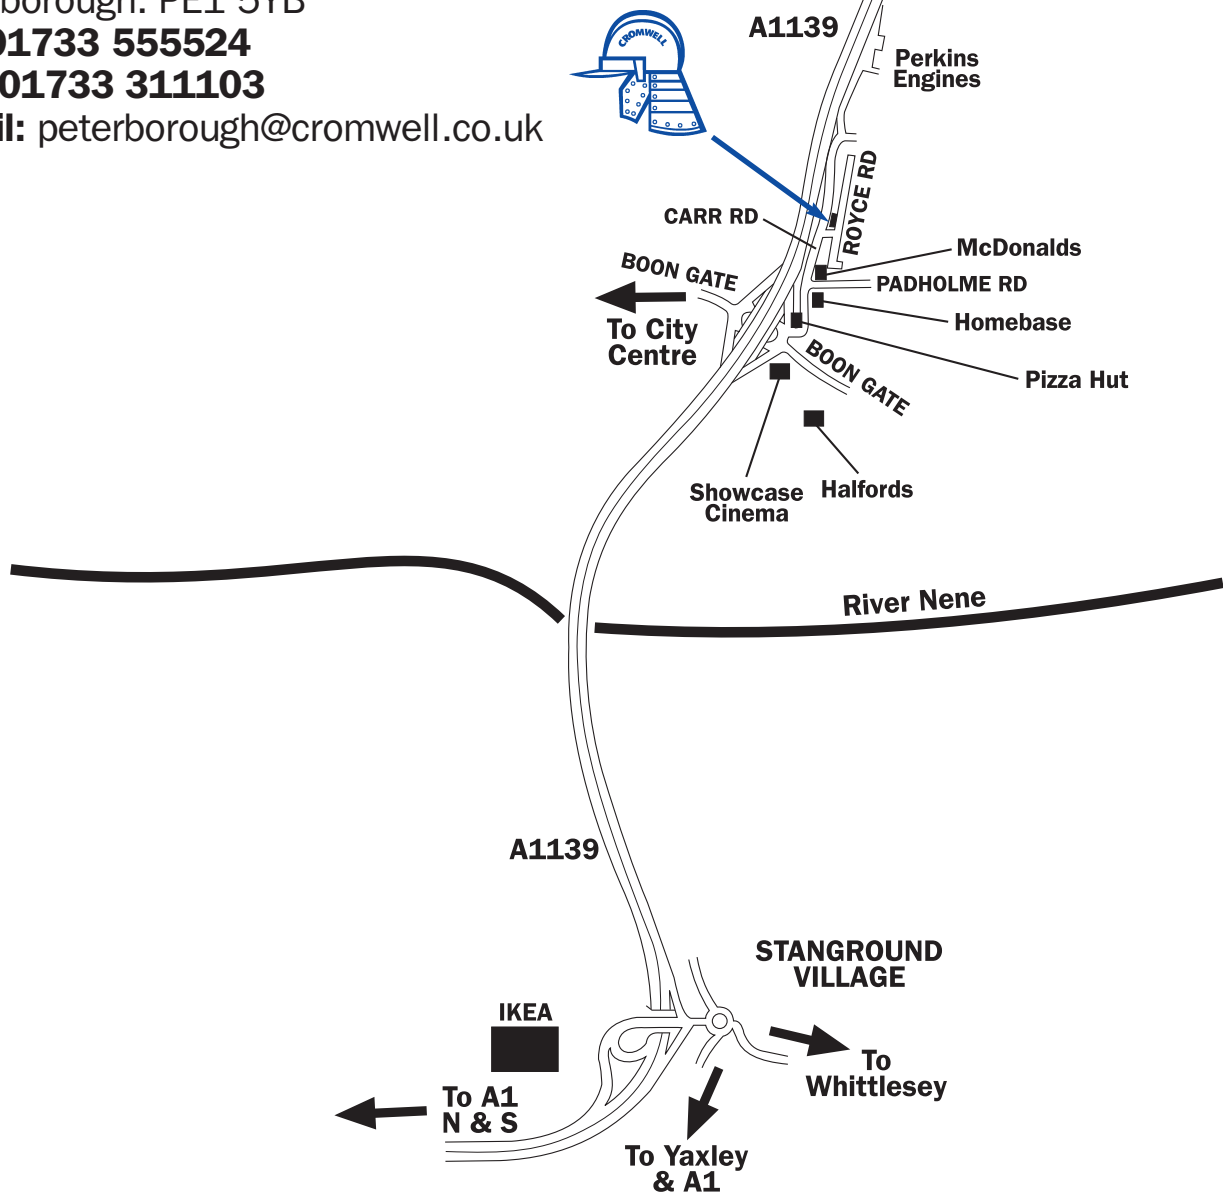 borough. PE1 5YB
01733 555524
01733 311103
il: peterborough@cromwell.co.uk
CROMWELL
A1139
Perkins
Engines
ROYCE RD
CARR RD
McDonalds
BOON GATE
PADHOLME RD
To City
Centre
Homebase
BOON GATE
Pizza Hut
Showcase
Cinema
Halfords
River Nene
A1139
STANGROUND
VILLAGE
IKEA
To
Whittlesey
To A1
N & S
To Yaxley
& A1